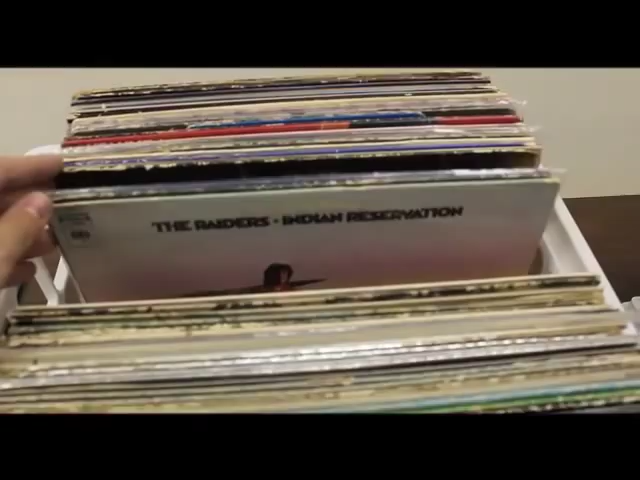 THE RAIDERS • INDIAN RESERVATION